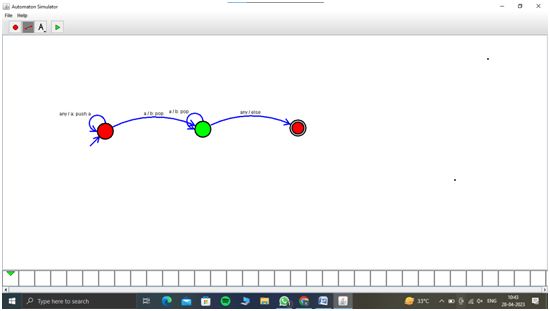 Automaton Simulator
File Help
A
any / a: push a
a / b: pop
a / b: pop
any / else
Type here to search
33°C
ENG
10:43
28-04-2023